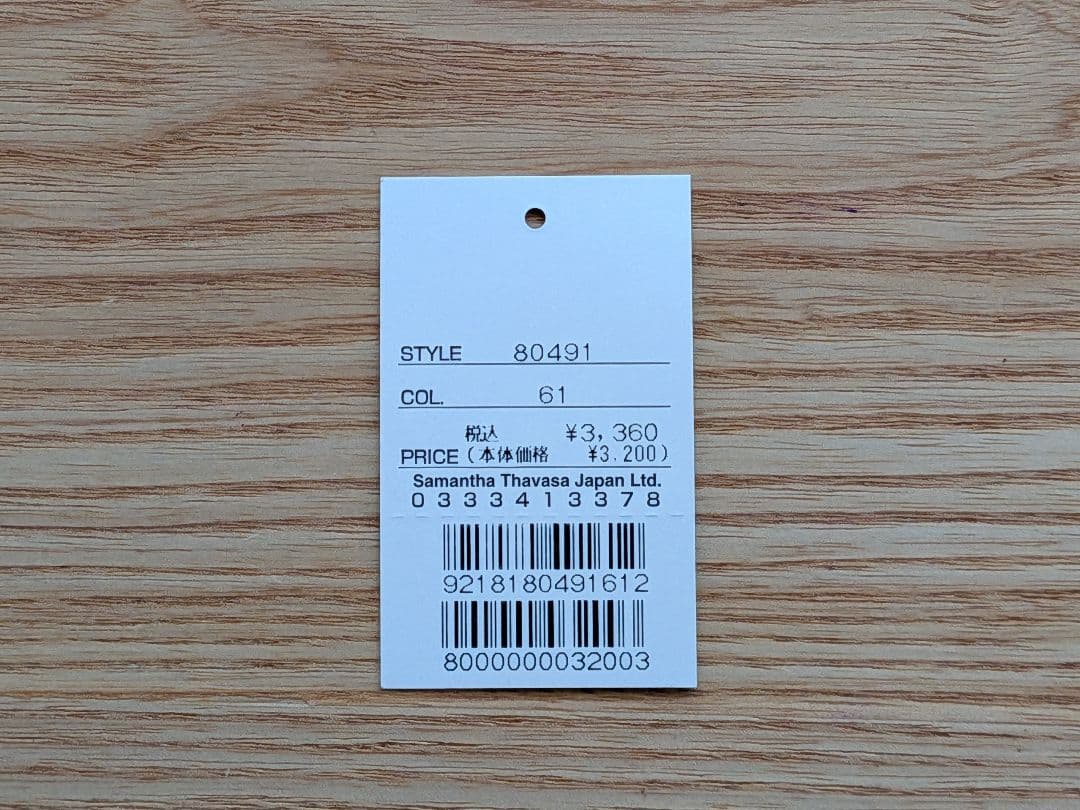 STYLE 80491
COL. 61
税込 ¥3,360
PRICE (本体価格 ¥3.200)
Samantha Thavasa Japan Ltd.
0333413378
9218180491612
8000000032003